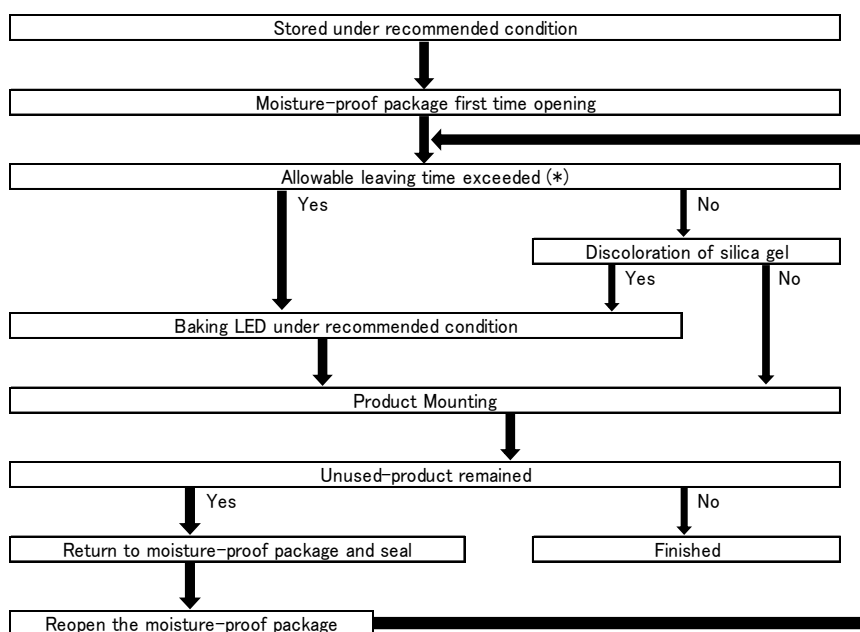 Stored under recommended condition
Moisture-proof package first time opening
Allowable leaving time exceeded (*)
Yes
No
Discoloration of silica gel
Yes
No
Baking LED under recommended condition
Product Mounting
Unused-product remained
Yes
No
Return to moisture-proof package and seal
Finished
Reopen the moisture-proof package